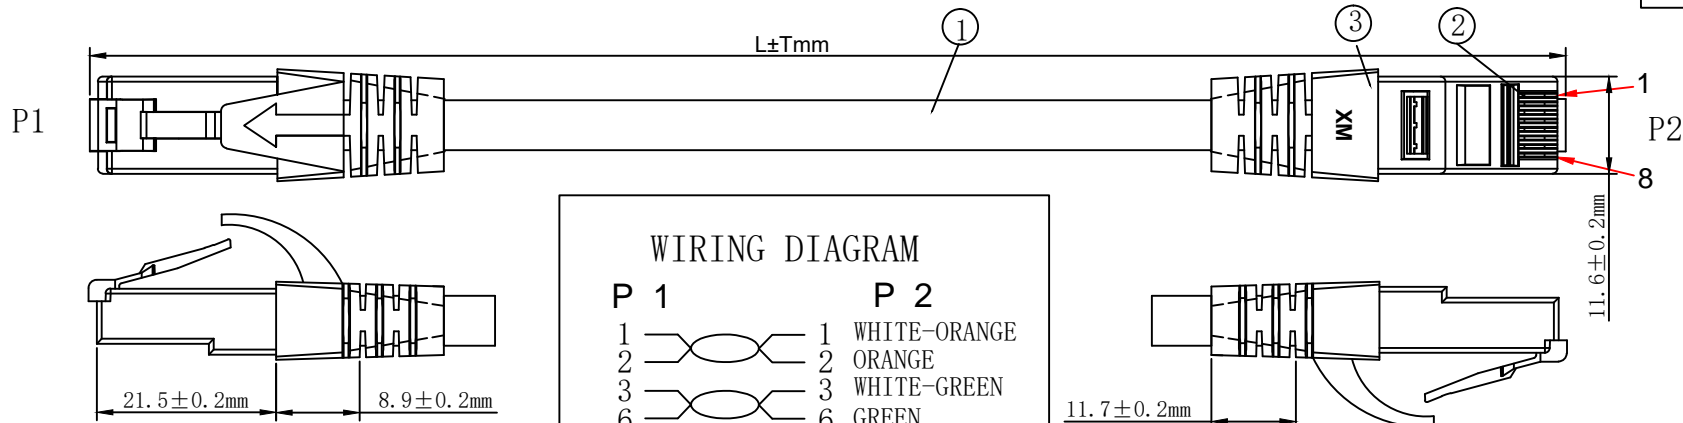 L±Tmm
1
3
2
P1
XM
1
P2
8
11.6±0.2mm
WIRING DIAGRAM
P 1 P 2
1 1 WHITE-ORANGE
2 2 ORANGE
3 3 WHITE-GREEN
6 6 GREEN
21.5±0.2mm
8.9±0.2mm
11.7±0.2mm